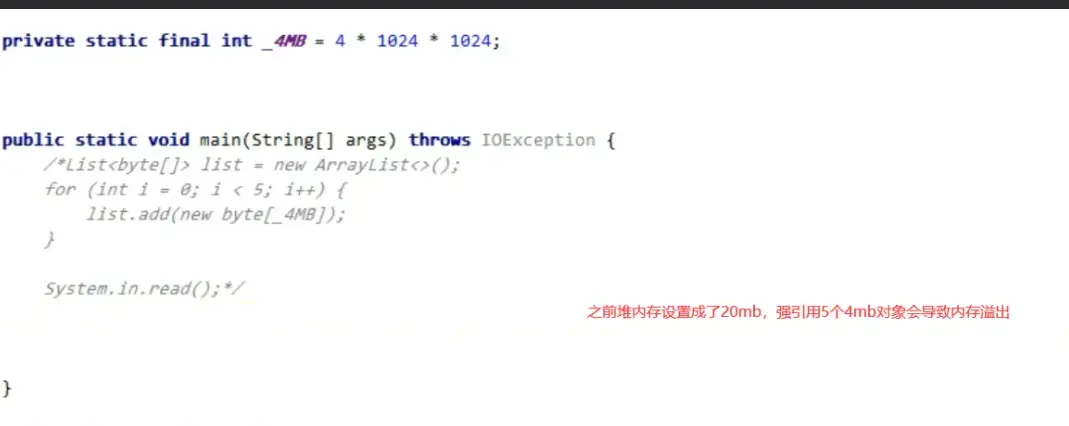 private static final int _4MB = 4 * 1024 * 1024;
public static void main(String[] args) throws IOException {
/*List<byte[]> list = new ArrayList<>();
for (int i = 0; i < 5; i++) {
list.add(new byte[_4MB]);
}
System.in.read();*/
之前堆内存设置成了20mb，强引用5个4mb对象会导致内存溢出
}